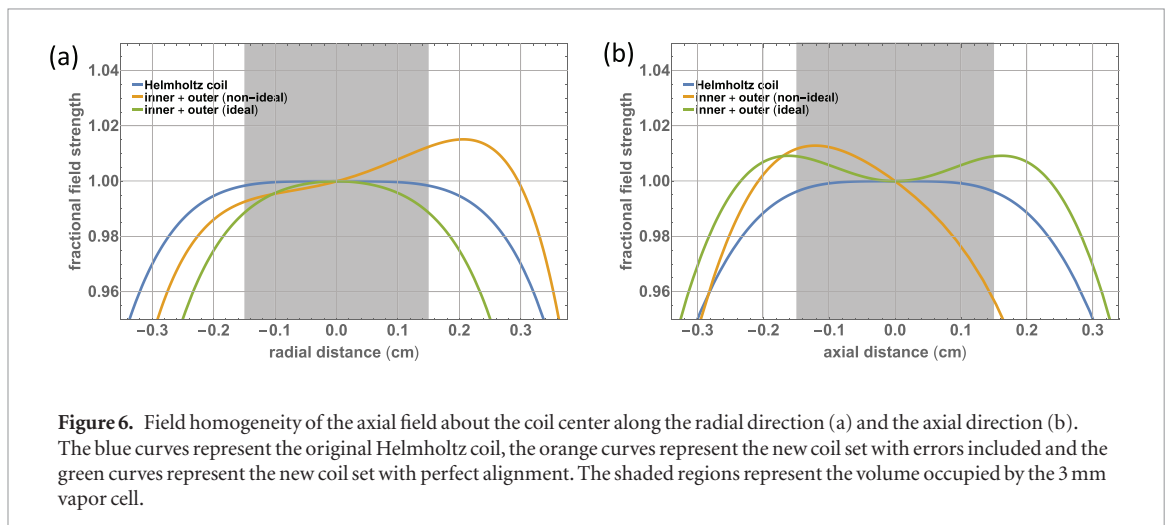 (a)
fractional field strength
1.04
1.02
1.00
0.98
0.96
Helmholtz coil
inner + outer (non−ideal)
inner + outer (ideal)
−0.3 −0.2 −0.1 0.0 0.1 0.2 0.3
radial distance (cm)
(b)
fractional field strength
1.04
1.02
1.00
0.98
0.96
Helmholtz coil
inner + outer (non−ideal)
inner + outer (ideal)
−0.3 −0.2 −0.1 0.0 0.1 0.2 0.3
axial distance (cm)
Figure 6. Field homogeneity of the axial field about the coil center along the radial direction (a) and the axial direction (b).
The blue curves represent the original Helmholtz coil, the orange curves represent the new coil set with errors included and the
green curves represent the new coil set with perfect alignment. The shaded regions represent the volume occupied by the 3 mm
vapor cell.